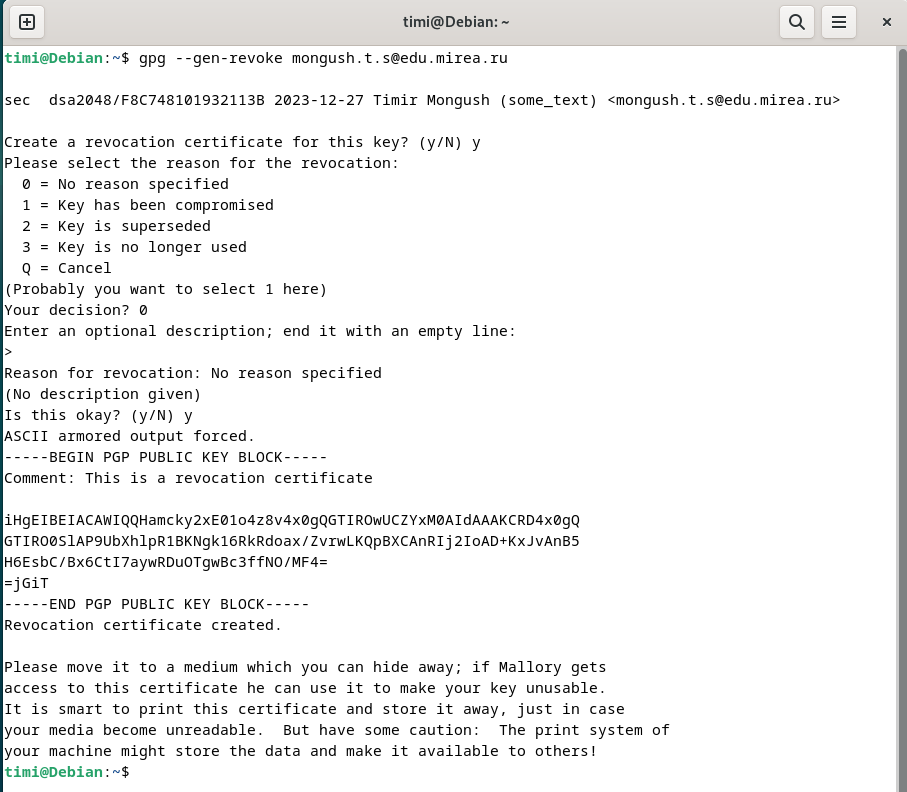 timi@Debian: ~
timi@Debian:~$ gpg --gen-revoke mongush.t.s@edu.mirea.ru
sec  dsa2048/F8C748101932113B 2023-12-27 Timir Mongush (some_text) <mongush.t.s@edu.mirea.ru>
Create a revocation certificate for this key? (y/N) y
Please select the reason for the revocation:
  0 = No reason specified
  1 = Key has been compromised
  2 = Key is superseded
  3 = Key is no longer used
  Q = Cancel
(Probably you want to select 1 here)
Your decision? 0
Enter an optional description; end it with an empty line:
>
Reason for revocation: No reason specified
(No description given)
Is this okay? (y/N) y
ASCII armored output forced.
-----BEGIN PGP PUBLIC KEY BLOCK-----
Comment: This is a revocation certificate
iHgEIBEIACAWIQQHamcky2xE01o4z8v4x0gQGTIROwUCZYxM0AIdAAAKCRD4x0gQ
GTIRO0SlAP9UbXhlpR1BKNgk16RkRdoax/ZvrwLKQpBXCAnRIj2IoAD+KxJvAnB5
H6EsbC/Bx6CtI7aywRDuOTgwBc3ffNO/MF4=
=jGiT
-----END PGP PUBLIC KEY BLOCK-----
Revocation certificate created.
Please move it to a medium which you can hide away; if Mallory gets
access to this certificate he can use it to make your key unusable.
It is smart to print this certificate and store it away, just in case
your media become unreadable.  But have some caution:  The print system of
your machine might store the data and make it available to others!
timi@Debian:~$